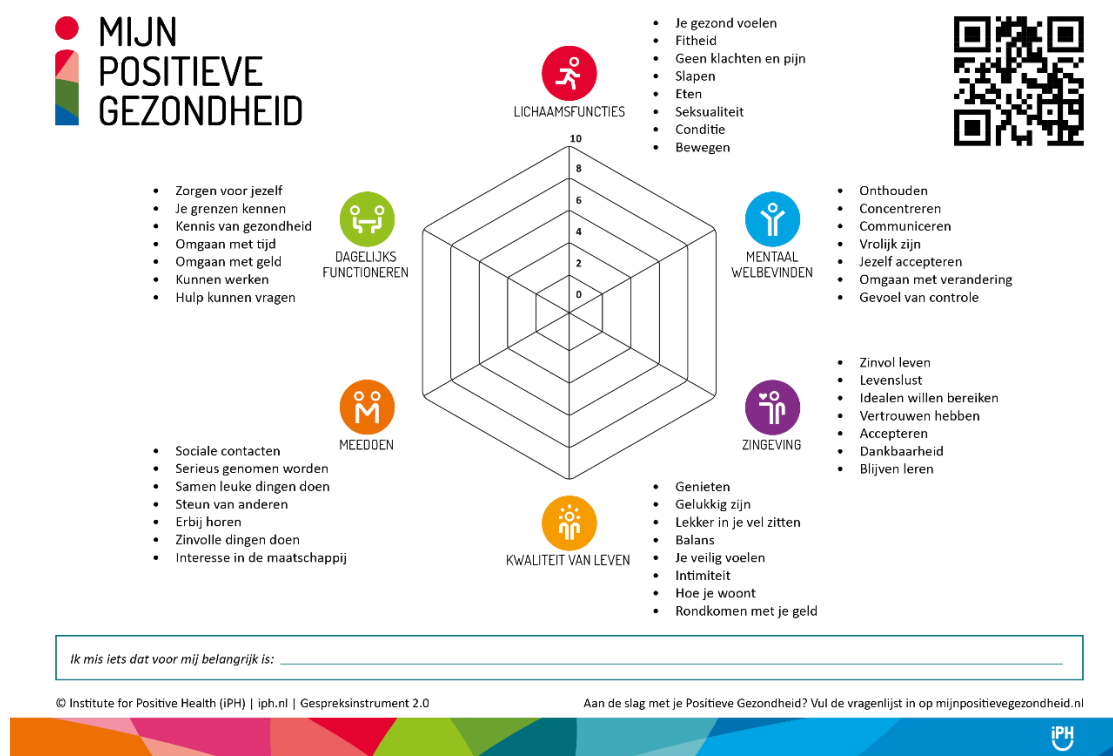 MIJN
POSITIEVE
GEZONDHEID
LICHAAMSFUNCTIES
• Je gezond voelen
• Fitheid
• Geen klachten en pijn
• Slapen
• Eten
• Seksualiteit
• Conditie
• Bewegen
10
8
6
4
2
0
• Zorgen voor jezelf
• Je grenzen kennen
• Kennis van gezondheid
• Omgaan met tijd
• Omgaan met geld
• Kunnen werken
• Hulp kunnen vragen
DAGELIJKS
FUNCTIONEREN
MENTAAL
WELBEVINDEN
• Onthouden
• Concentreren
• Communiceren
• Vrolijk zijn
• Jezelf accepteren
• Omgaan met verandering
• Gevoel van controle
MEEDOEN
• Sociale contacten
• Serieus genomen worden
• Samen leuke dingen doen
• Steun van anderen
• Erbij horen
• Zinvolle dingen doen
• Interesse in de maatschappij
ZINGEVING
• Zinvol leven
• Levenslust
• Idealen willen bereiken
• Vertrouwen hebben
• Accepteren
• Dankbaarheid
• Blijven leren
KWALITEIT VAN LEVEN
• Genieten
• Gelukkig zijn
• Lekker in je vel zitten
• Balans
• Je veilig voelen
• Intimiteit
• Hoe je woont
• Rondkomen met je geld
Ik mis iets dat voor mij belangrijk is:
© Institute for Positive Health (iPH) | iph.nl | Gespreksinstrument 2.0
Aan de slag met je Positieve Gezondheid? Vul de vragenlijst in op mijnpositievegezondheid.nl
iPH